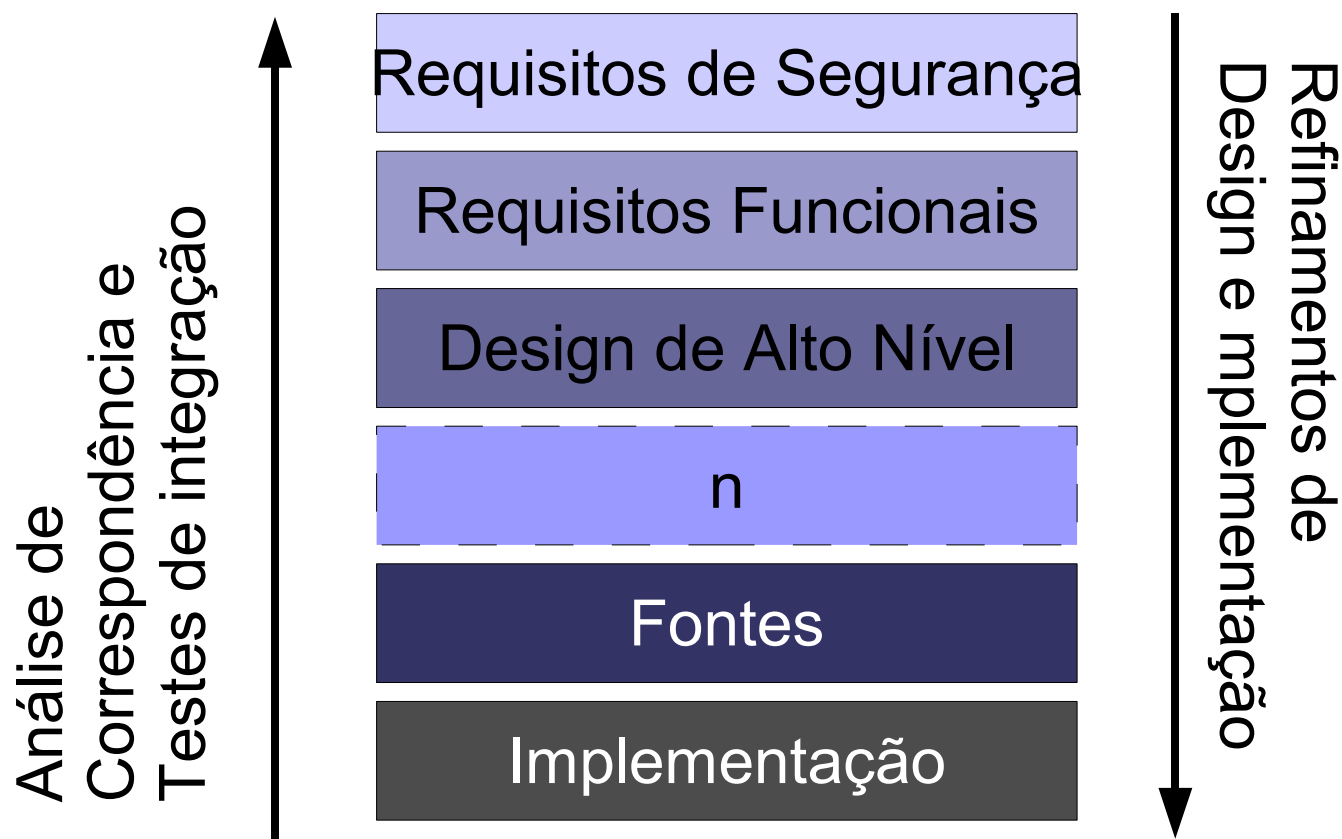 Análise de
Correspondência e
Testes de integração
Requisitos de Segurança
Requisitos Funcionais
Design de Alto Nível
n
Fontes
Implementação
Refinamentos de
Design e mplementação